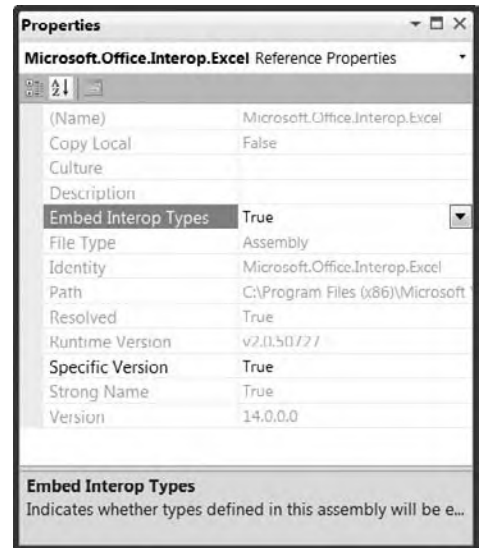 Properties
Microsoft.Office.Interop.Excel Reference Properties
(Name) Microsoft.Office.Interop.Excel
Copy Local False
Culture
Description
Embed Interop Types True
File Type Assembly
Identity Microsoft.Office.Interop.Excel
Path C:\Program Files (x86)\Microsoft
Resolved True
Runtime Version v2.0.50727
Specific Version True
Strong Name True
Version 14.0.0.0
Embed Interop Types
Indicates whether types defined in this assembly will be e...